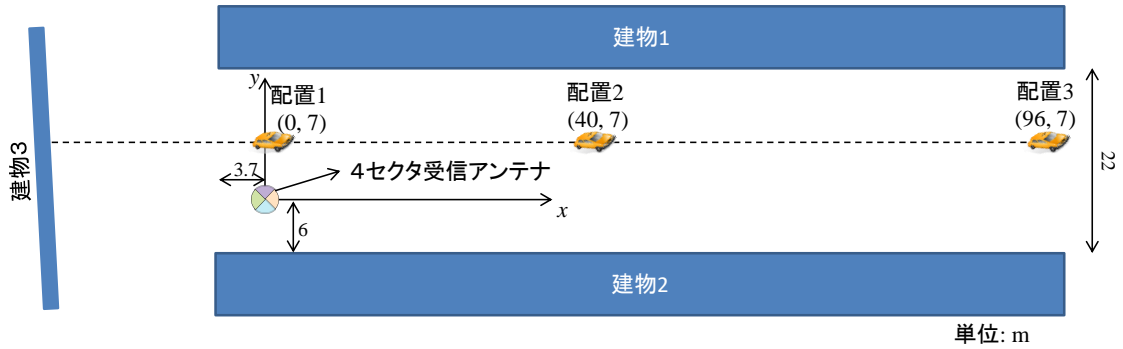 建物1
y
配置1
(0, 7)
配置2
(40, 7)
配置3
(96, 7)
建物３
3.7
４セクタ受信アンテナ
x
22
6
建物2
単位: m